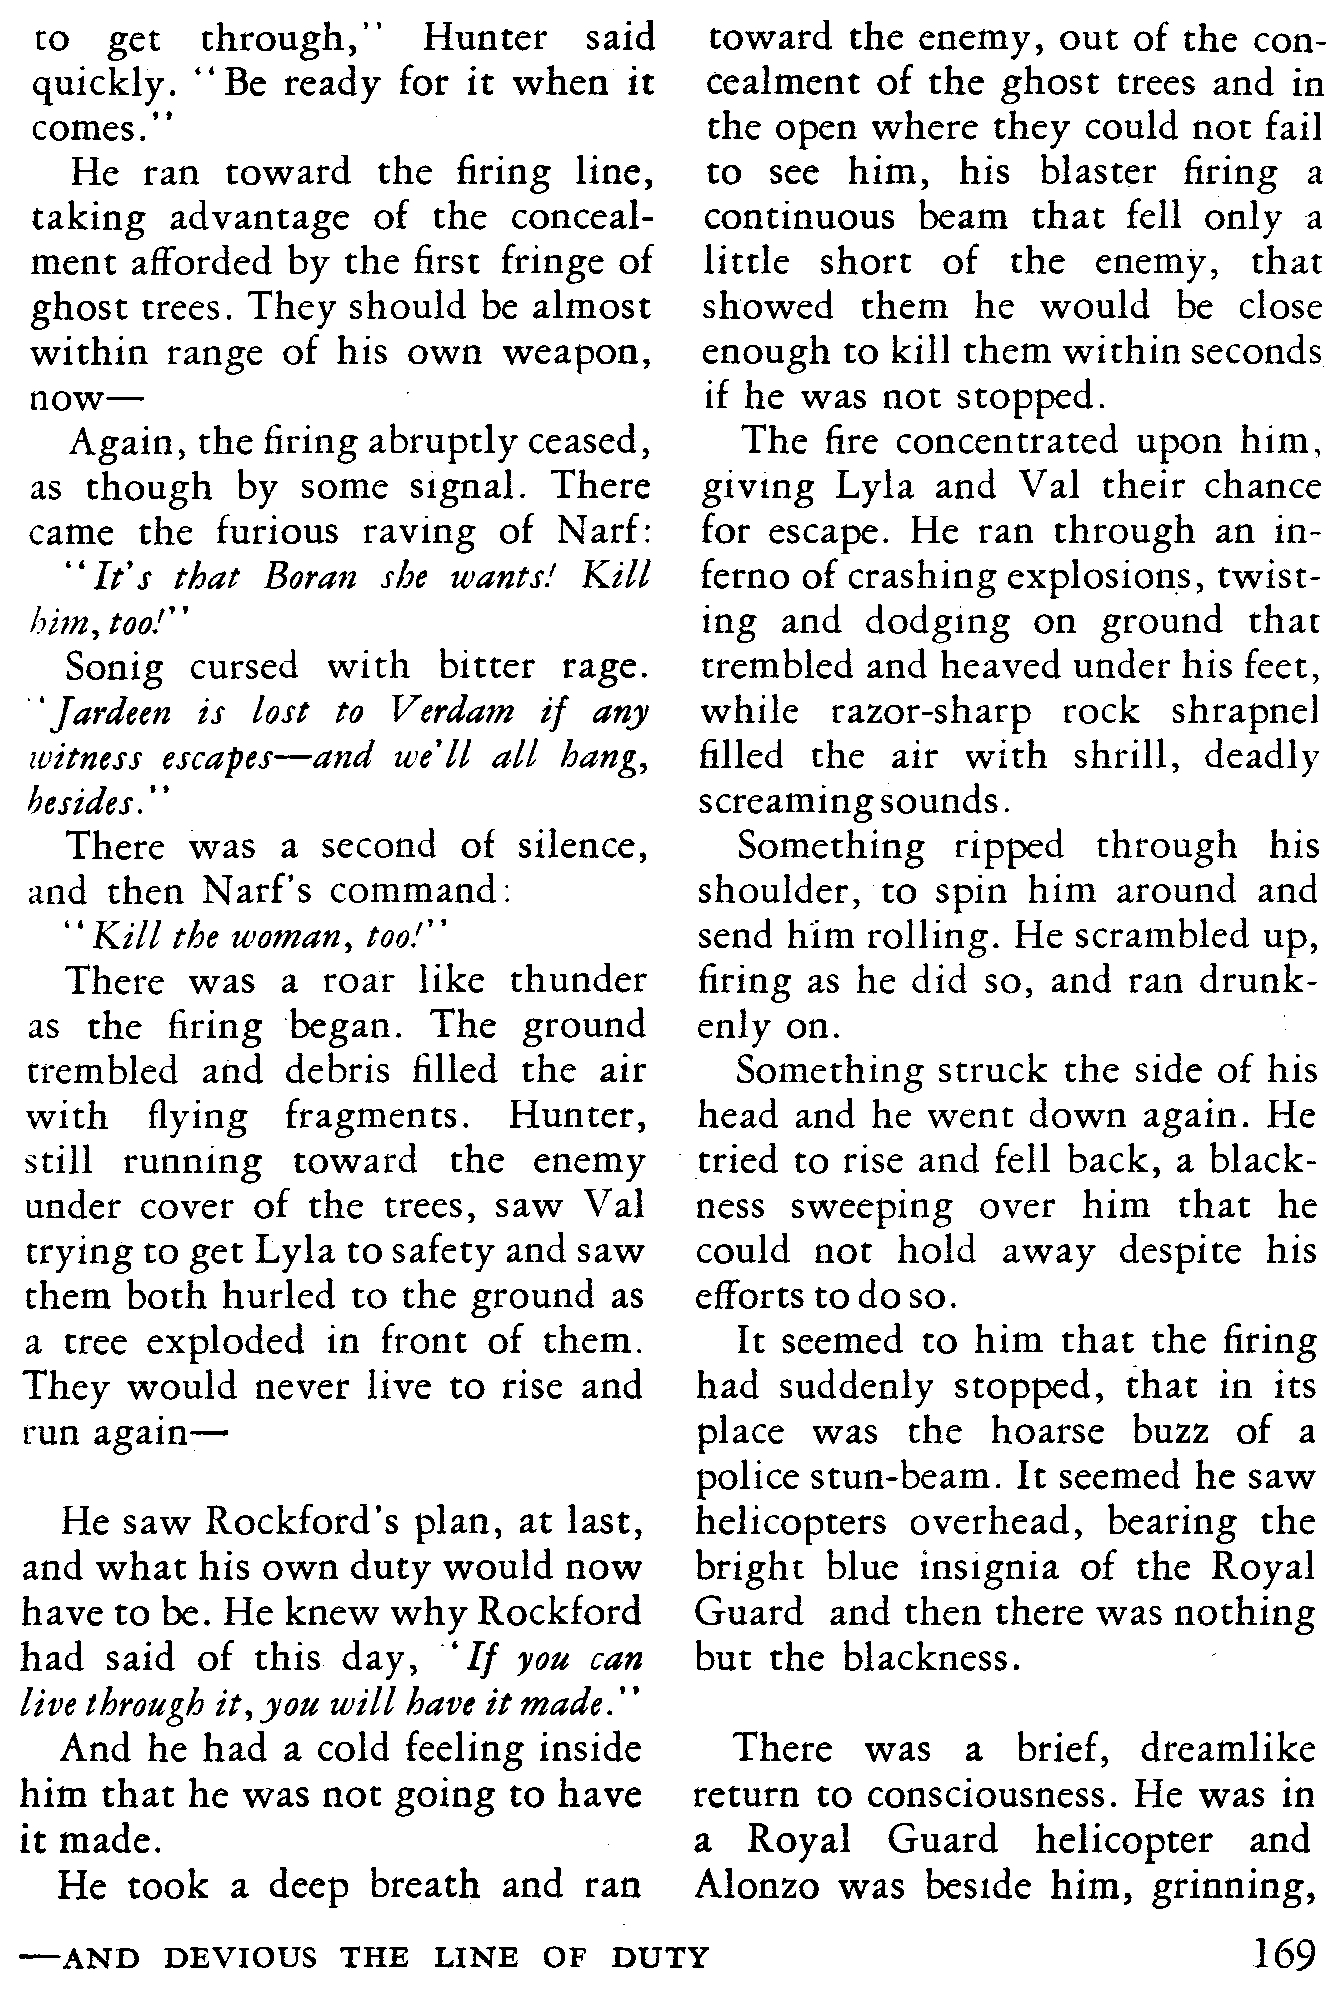 to get through," Hunter said
quickly. "Be ready for it when it
comes."
He ran toward the firing line,
taking advantage of the conceal-
ment afforded by the first fringe of
ghost trees. They should be almost
within range of his own weapon,
now—
Again, the firing abruptly ceased,
as though by some signal. There
came the furious raving of Narf:
"It's that Boran she wants! Kill
him, too!"
Sonig cursed with bitter rage.
"Jardeen is lost to Verdam if any
witness escapes—and we'll all hang,
besides."
There was a second of silence,
and then Narf's command:
"Kill the woman, too!"
There was a roar like thunder
as the firing began. The ground
trembled and debris filled the air
with flying fragments. Hunter,
still running toward the enemy
under cover of the trees, saw Val
trying to get Lyla to safety and saw
them both hurled to the ground as
a tree exploded in front of them.
They would never live to rise and
run again—
He saw Rockford's plan, at last,
and what his own duty would now
have to be. He knew why Rockford
had said of this day, "If you can
live through it, you will have it made."
And he had a cold feeling inside
him that he was not going to have
it made.
He took a deep breath and ran
toward the enemy, out of the con-
cealment of the ghost trees and in
the open where they could not fail
to see him, his blaster firing a
continuous beam that fell only a
little short of the enemy, that
showed them he would be close
enough to kill them within seconds
if he was not stopped.
The fire concentrated upon him,
giving Lyla and Val their chance
for escape. He ran through an in-
ferno of crashing explosions, twist-
ing and dodging on ground that
trembled and heaved under his feet,
while razor-sharp rock shrapnel
filled the air with shrill, deadly
screaming sounds.
Something ripped through his
shoulder, to spin him around and
send him rolling. He scrambled up,
firing as he did so, and ran drunk-
enly on.
Something struck the side of his
head and he went down again. He
tried to rise and fell back, a black-
ness sweeping over him that he
could not hold away despite his
efforts to do so.
It seemed to him that the firing
had suddenly stopped, that in its
place was the hoarse buzz of a
police stun-beam. It seemed he saw
helicopters overhead, bearing the
bright blue insignia of the Royal
Guard and then there was nothing
but the blackness.
There was a brief, dreamlike
return to consciousness. He was in
a Royal Guard helicopter and
Alonzo was beside him, grinning,
—AND DEVIOUS THE LINE OF DUTY 169